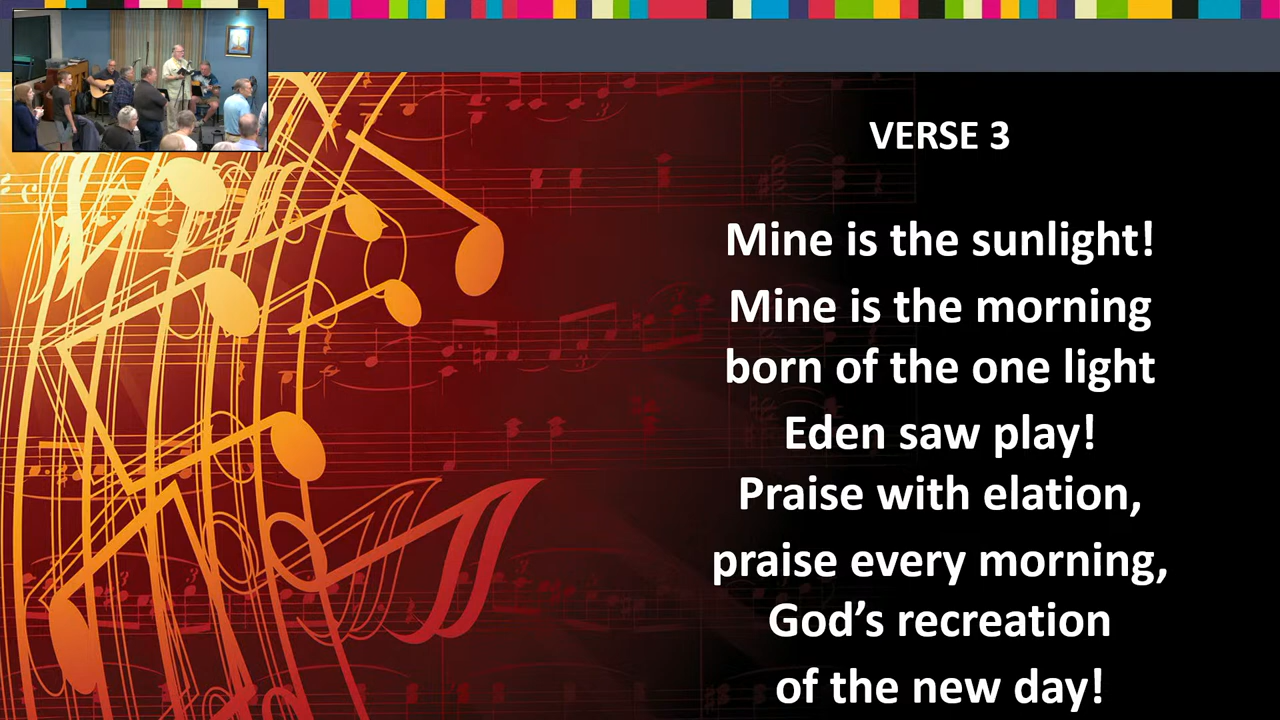 VERSE 3
Mine is the sunlight!
Mine is the morning
born of the one light
Eden saw play!
Praise with elation,
praise every morning,
God’s recreation
of the new day!